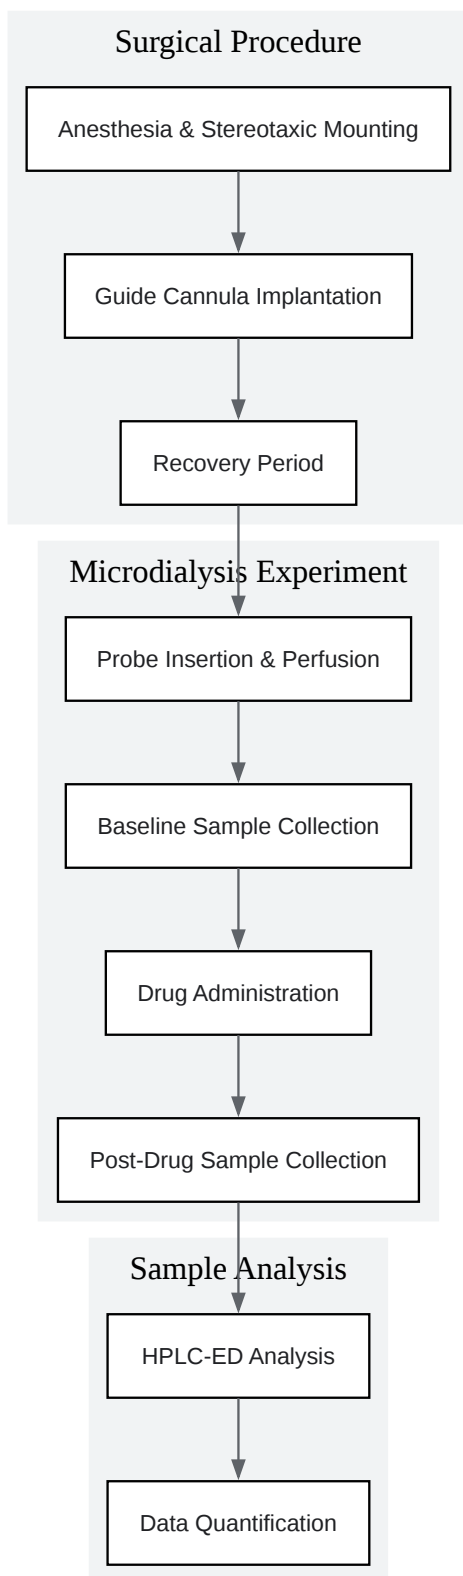 Surgical Procedure
Anesthesia & Stereotaxic Mounting
Guide Cannula Implantation
Recovery Period
Microdialysis Experiment
Probe Insertion & Perfusion
Baseline Sample Collection
Drug Administration
Post-Drug Sample Collection
Sample Analysis
HPLC-ED Analysis
Data Quantification